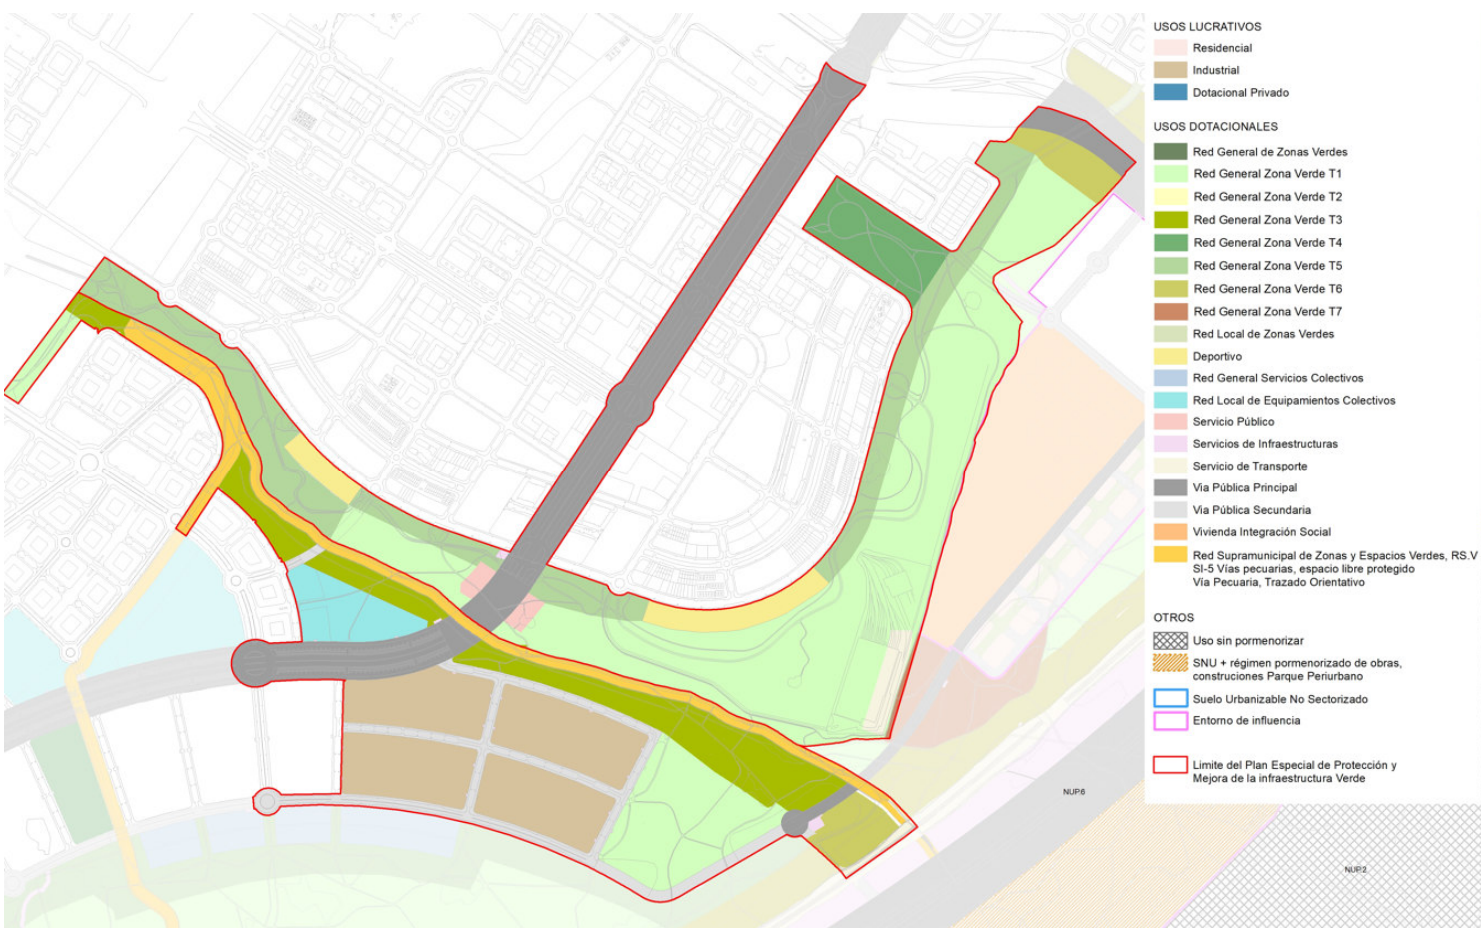 USOS LUCRATIVOS
Residencial
Industrial
Dotacional Privado
USOS DOTACIONALES
Red General de Zonas Verdes
Red General Zona Verde T1
Red General Zona Verde T2
Red General Zona Verde T3
Red General Zona Verde T4
Red General Zona Verde T5
Red General Zona Verde T6
Red General Zona Verde T7
Red Local de Zonas Verdes
Deportivo
Red General Servicios Colectivos
Red Local de Equipamientos Colectivos
Servicio Público
Servicios de Infraestructuras
Servicio de Transporte
Via Pública Principal
Via Pública Secundaria
Vivienda Integración Social
Red Supramunicipal de Zonas y Espacios Verdes, RS.V
SI-5 Vías pecuarias, espacio libre protegido
Vía Pecuaria, Trazado Orientativo
OTROS
Uso sin pormenorizar
SNU + régimen pormenorizado de obras,
construciones Parque Periurbano
Suelo Urbanizable No Sectorizado
Entorno de influencia
Limite del Plan Especial de Protección y
Mejora de la infraestructura Verde
NUP.6
NUP.2